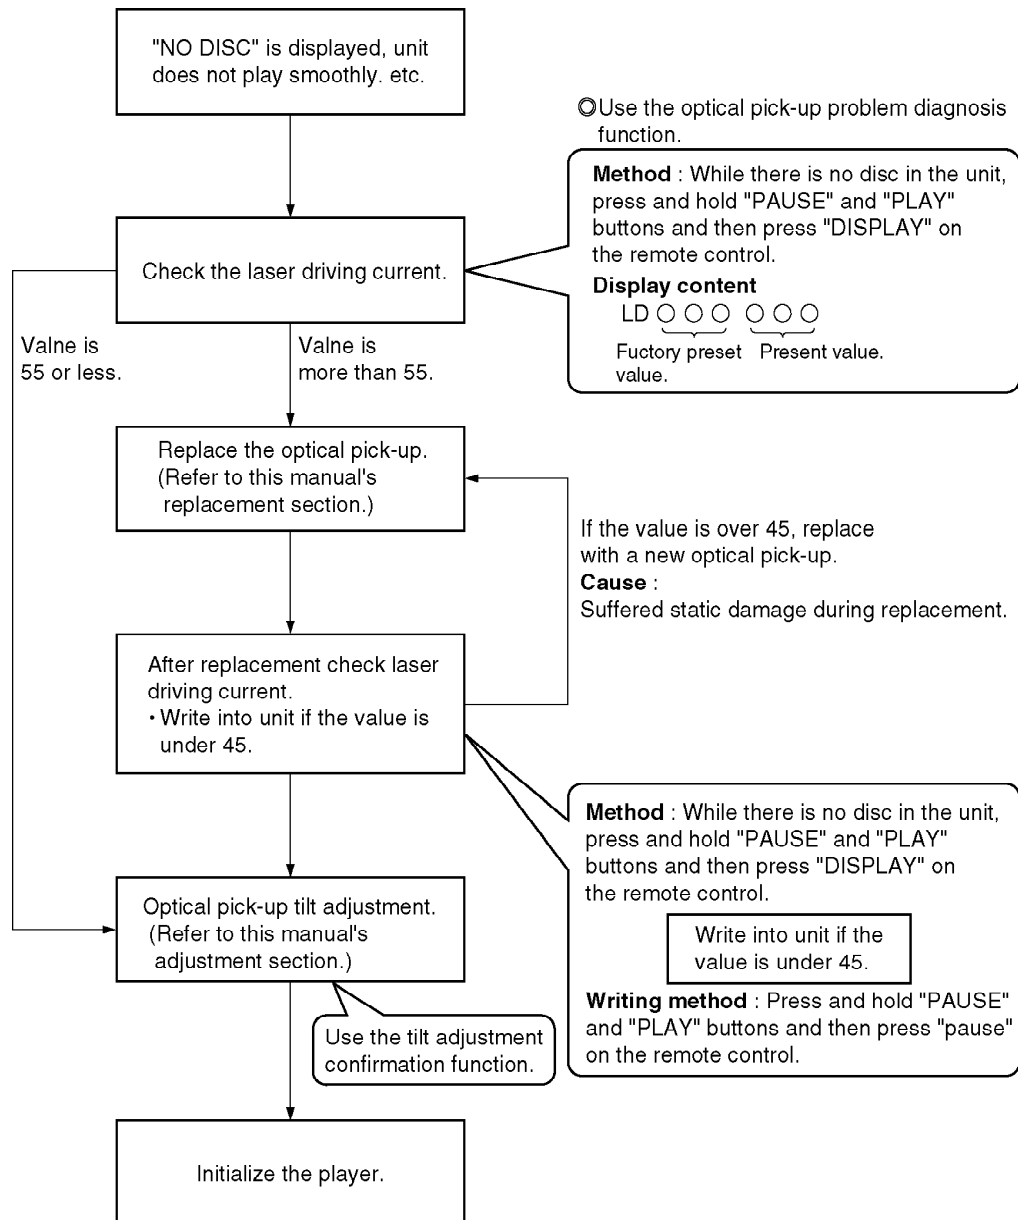 "NO DISC" is displayed, unit
does not play smoothly. etc.
◎Use the optical pick-up problem diagnosis
function.
Method : While there is no disc in the unit,
press and hold "PAUSE" and "PLAY"
buttons and then press "DISPLAY" on
the remote control.
Display content
LD ○ ○ ○ ○ ○ ○
Fuctory preset
value.
Present value.
Check the laser driving current.
Valne is
55 or less.
Valne is
more than 55.
Replace the optical pick-up.
(Refer to this manual's
replacement section.)
If the value is over 45, replace
with a new optical pick-up.
Cause :
Suffered static damage during replacement.
After replacement check laser
driving current.
・Write into unit if the value is
under 45.
Method : While there is no disc in the unit,
press and hold "PAUSE" and "PLAY"
buttons and then press "DISPLAY" on
the remote control.
Write into unit if the
value is under 45.
Writing method : Press and hold "PAUSE"
and "PLAY" buttons and then press "pause"
on the remote control.
Optical pick-up tilt adjustment.
(Refer to this manual's
adjustment section.)
Use the tilt adjustment
confirmation function.
Initialize the player.